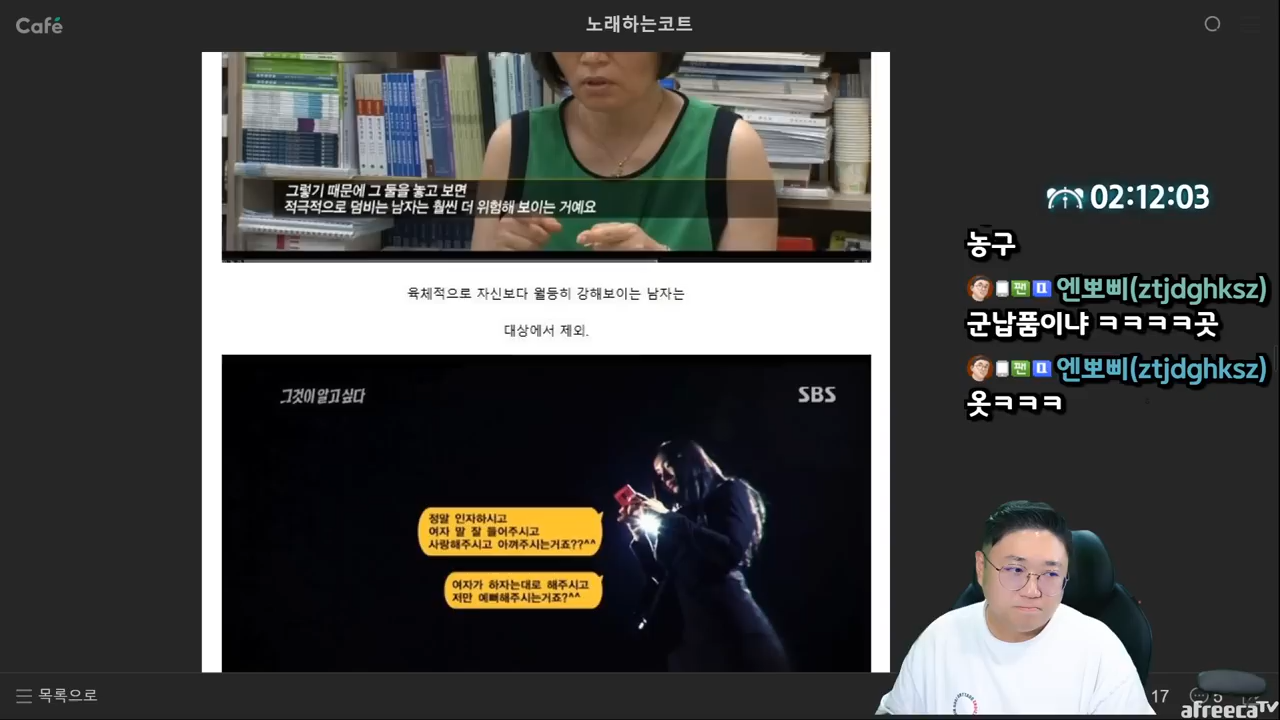 Café
노래하는코트
그렇기 때문에 그 둘을 놓고 보면
적극적으로 덤비는 남자는 훨씬 더 위험해 보이는 거예요
육체적으로 자신보다 월등히 강해보이는 남자는
대상에서 제외.
그것이 알고 싶다
SBS
정말 인자하시고
여자 말 잘 들어주시고
사랑해주시고 아껴주시는거죠??^^
여자가 하자는대로 해주시고
저만 예뻐해주시는거죠?^^
02:12:03
농구
엔뽀삐(ztjdghksz)
군납품이냐 ㅋㅋㅋㅋ곳
엔뽀삐(ztjdghksz)
옷ㅋㅋㅋ
목록으로
17
5
afreecaTV